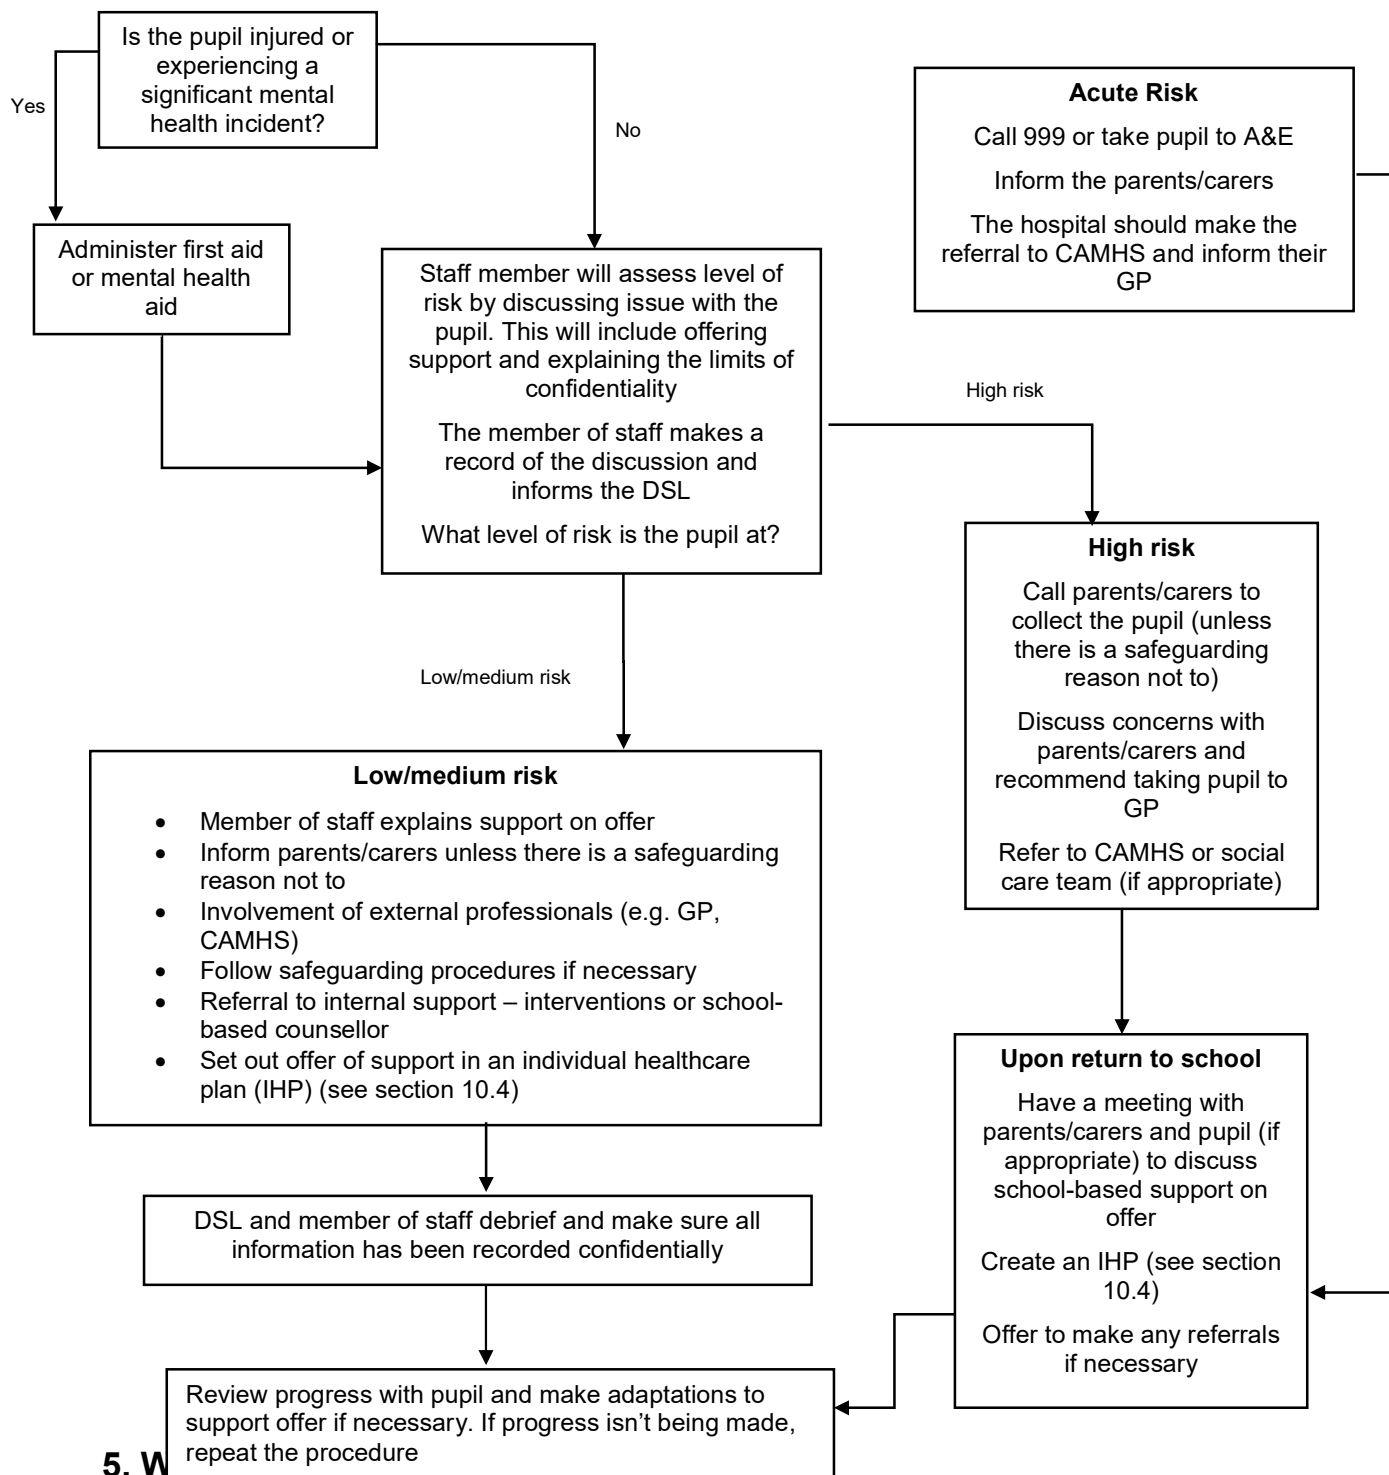 Is the pupil injured or
experiencing a
significant mental
health incident?
Yes
No
Acute Risk
Call 999 or take pupil to A&E
Inform the parents/carers
The hospital should make the
referral to CAMHS and inform their
GP
Administer first aid
or mental health
aid
Staff member will assess level of
risk by discussing issue with the
pupil. This will include offering
support and explaining the limits of
confidentiality
The member of staff makes a
record of the discussion and
informs the DSL
What level of risk is the pupil at?
High risk
High risk
Call parents/carers to
collect the pupil (unless
there is a safeguarding
reason not to)
Discuss concerns with
parents/carers and
recommend taking pupil to
GP
Refer to CAMHS or social
care team (if appropriate)
Low/medium risk
Low/medium risk
• Member of staff explains support on offer
• Inform parents/carers unless there is a safeguarding
reason not to
• Involvement of external professionals (e.g. GP,
CAMHS)
• Follow safeguarding procedures if necessary
• Referral to internal support – interventions or school-
based counsellor
• Set out offer of support in an individual healthcare
plan (IHP) (see section 10.4)
Upon return to school
Have a meeting with
parents/carers and pupil (if
appropriate) to discuss
school-based support on
offer
Create an IHP (see section
10.4)
Offer to make any referrals
if necessary
DSL and member of staff debrief and make sure all
information has been recorded confidentially
Review progress with pupil and make adaptations to
support offer if necessary. If progress isn't being made,
repeat the procedure
5.